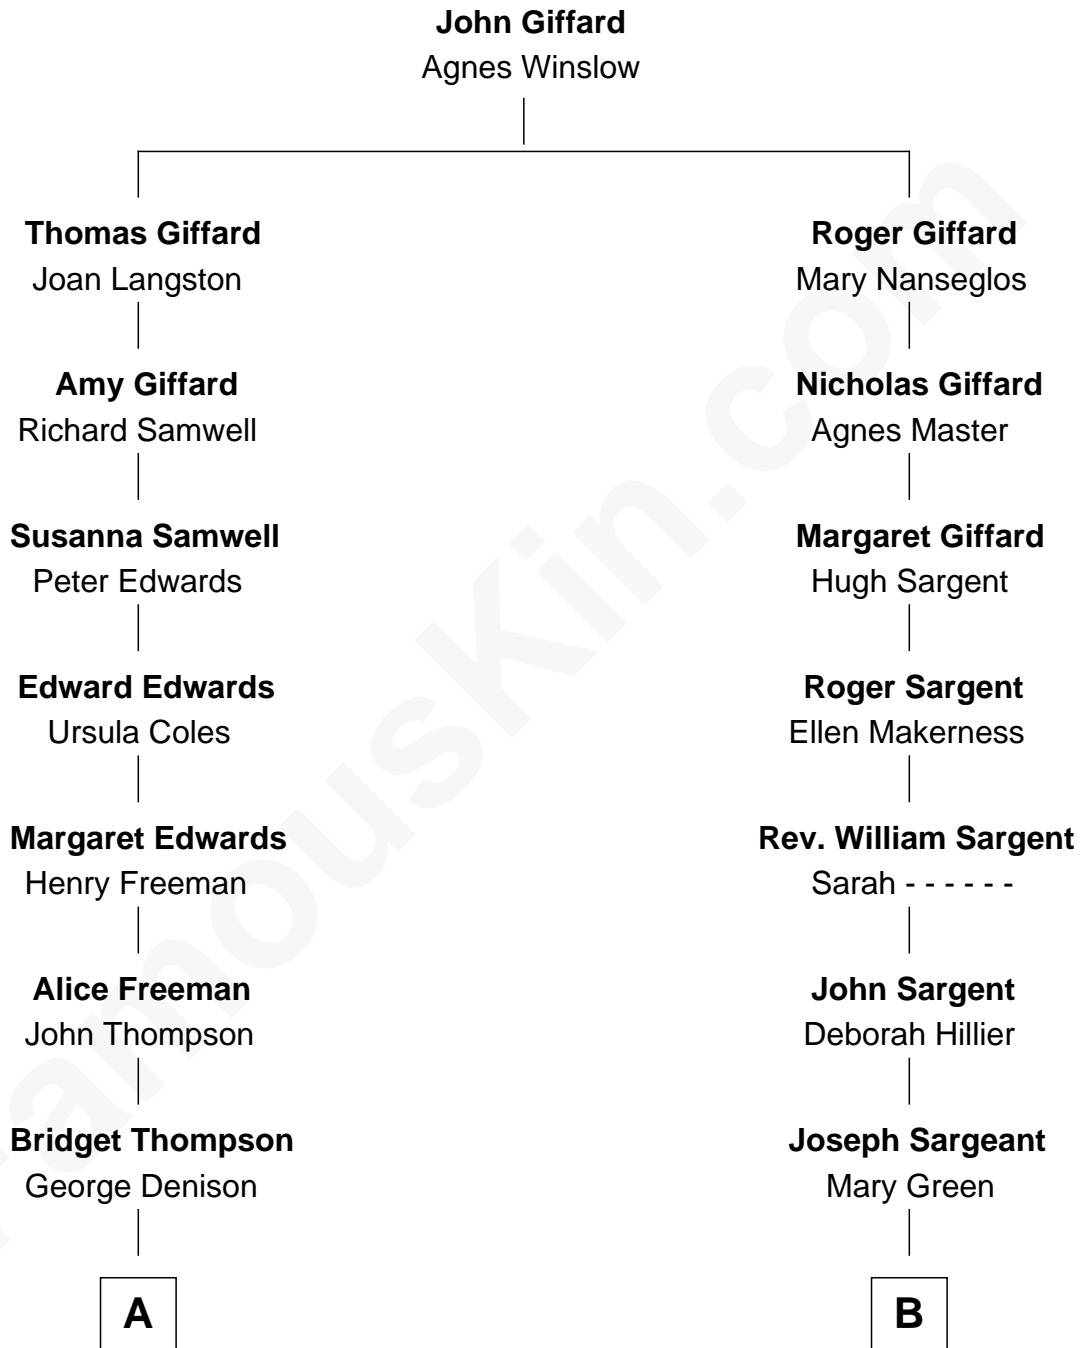 John Giffard
Agnes Winslow
Thomas Giffard
Joan Langston
Amy Giffard
Richard Samwell
Susanna Samwell
Peter Edwards
Edward Edwards
Ursula Coles
Margaret Edwards
Henry Freeman
Alice Freeman
John Thompson
Bridget Thompson
George Denison
A
Roger Giffard
Mary Nanseglos
Nicholas Giffard
Agnes Master
Margaret Giffard
Hugh Sargent
Roger Sargent
Ellen Makerness
Rev. William Sargent
Sarah - - - - - -
John Sargent
Deborah Hillier
Joseph Sargeant
Mary Green
B
FamousKin.com